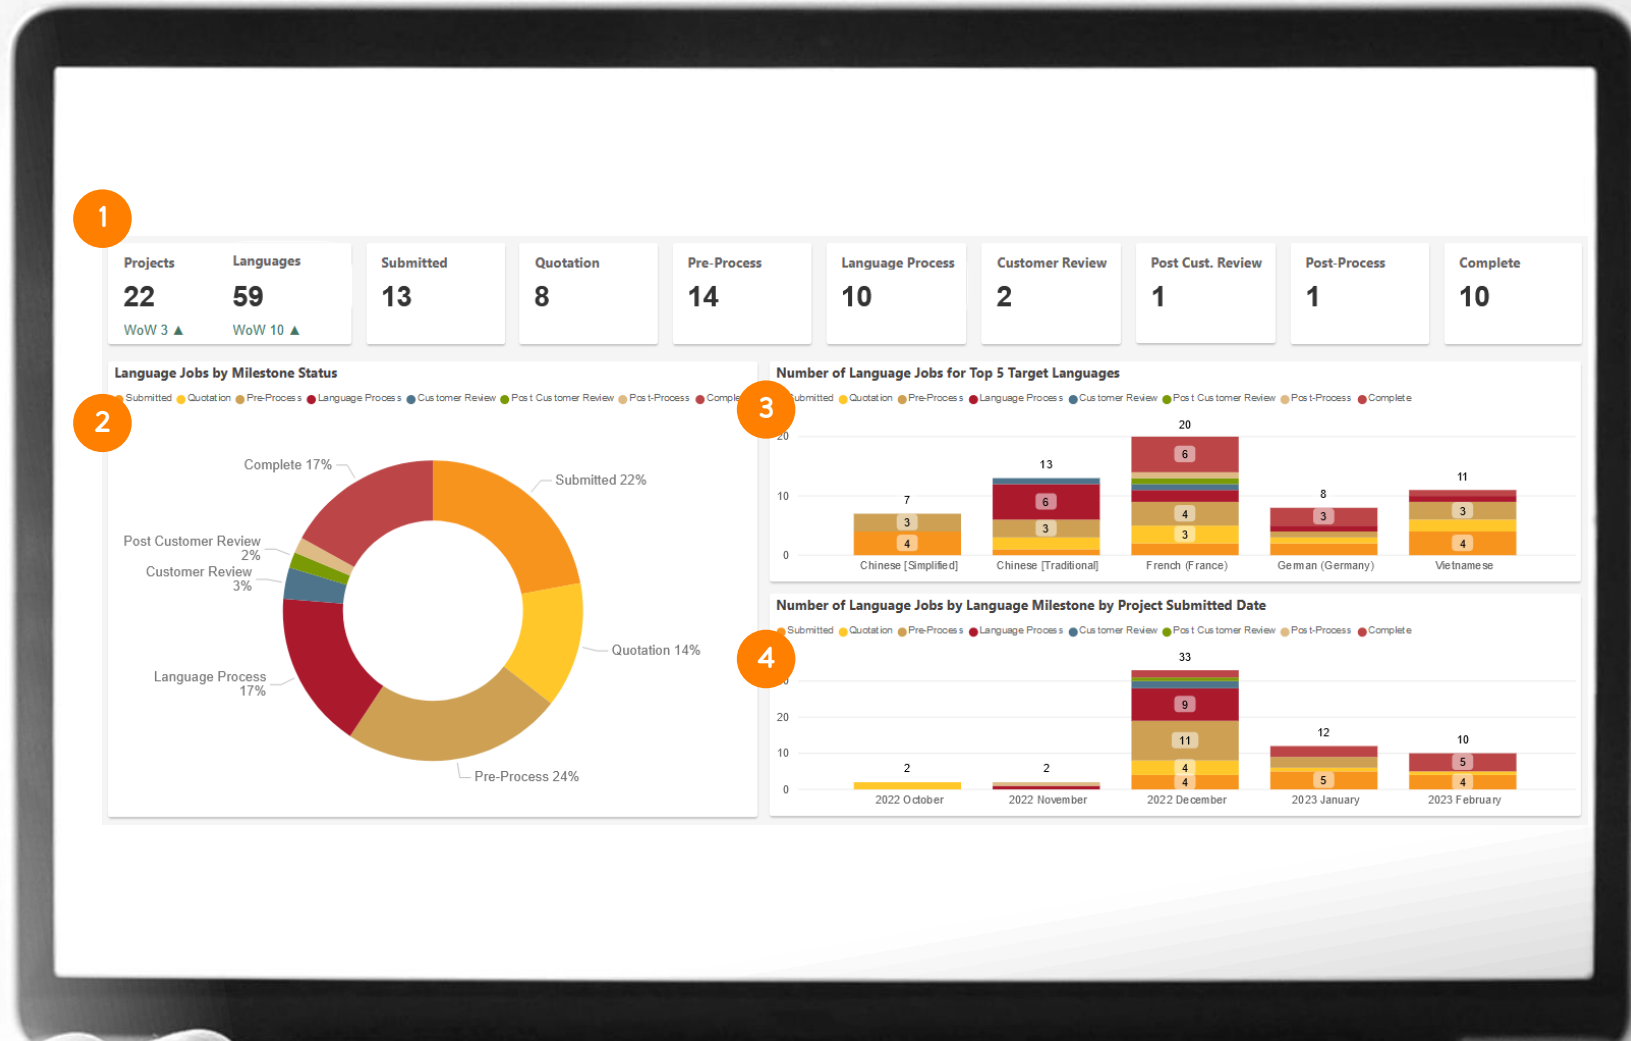 1
Projects
22
WoW 3 ▲
Languages
59
WoW 10 ▲
Submitted
13
Quotation
8
Pre-Process
14
Language Process
10
Customer Review
2
Post Cust. Review
1
Post-Process
1
Complete
10
Language Jobs by Milestone Status
Submitted Quotation Pre-Process Language Process Customer Review Post Customer Review Post-Process
2
Complete 17%
Submitted 22%
Post Customer Review
2%
Customer Review
3%
Quotation 14%
Language Process
17%
Pre-Process 24%
Number of Language Jobs for Top 5 Target Languages
Quotation Pre-Process Language Process Customer Review Post Customer Review Post-Process Complete
3
20
10
0
7
3
4
13
6
3
20
6
4
3
8
3
11
3
4
Chinese [Simplified] Chinese [Traditional] French (France) German (Germany) Vietnamese
Number of Language Jobs by Language Milestone by Project Submitted Date
Submitted Quotation Pre-Process Language Process Customer Review Post Customer Review Post-Process Complete
4
20
10
0
2
2
33
9
11
4
4
12
5
10
5
4
2022 October 2022 November 2022 December 2023 January 2023 February